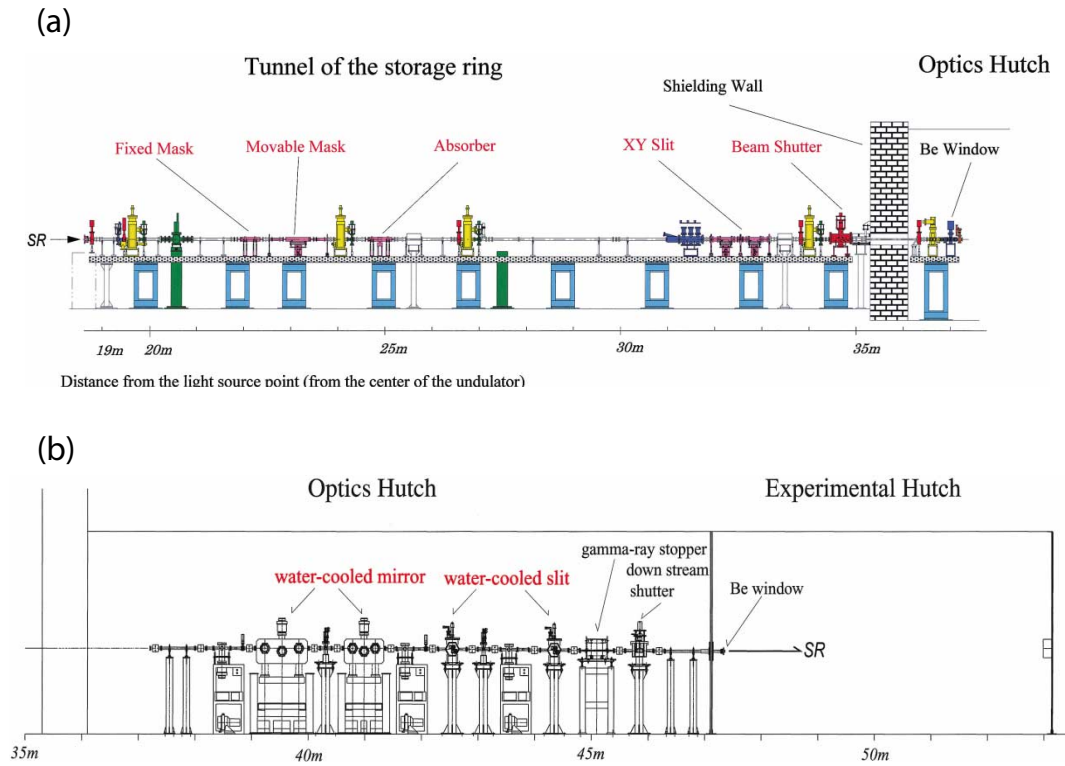 (a)
Tunnel of the storage ring
Optics Hutch
Shielding Wall
Fixed Mask
Movable Mask
Absorber
XY Slit
Beam Shutter
Be Window
SR
19m 20m 25m 30m 35m
Distance from the light source point (from the center of the undulator)
(b)
Optics Hutch
Experimental Hutch
gamma-ray stopper
down stream
shutter
water-cooled mirror
water-cooled slit
Be window
SR
35m 40m 45m 50m